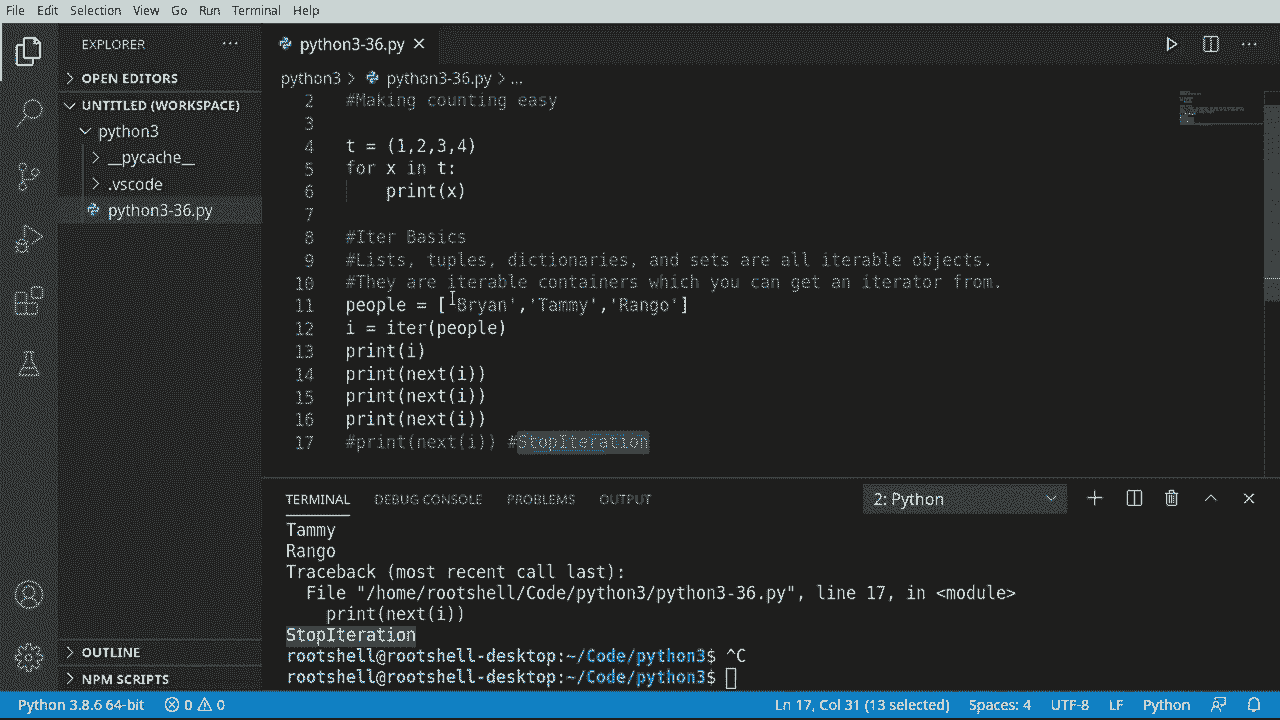 File Edit Selection View Go Run Terminal Help
EXPLORER ...
OPEN EDITORS
UNTITLED (WORKSPACE)
python3
__pycache__
.vscode
python3-36.py
OUTLINE
NPM SCRIPTS
python3-36.py
python3 > python3-36.py > ...
2 #Making counting easy
3
4 t = (1,2,3,4)
5 for x in t:
6 print(x)
7
8 #Iter Basics
9 #Lists, tuples, dictionaries, and sets are all iterable objects.
10 #They are iterable containers which you can get an iterator from.
11 people = ['Bryan','Tammy','Rango']
12 i = iter(people)
13 print(i)
14 print(next(i))
15 print(next(i))
16 print(next(i))
17 #print(next(i)) #StopIteration
TERMINAL DEBUG CONSOLE PROBLEMS OUTPUT 2: Python
Tammy
Rango
Traceback (most recent call last):
File "/home/rootshell/Code/python3/python3-36.py", line 17, in <module>
print(next(i))
StopIteration
rootshell@rootshell-desktop:~/Code/python3$ ^C
rootshell@rootshell-desktop:~/Code/python3$
Python 3.8.6 64-bit 0 0 Ln 17, Col 31 (13 selected) Spaces: 4 UTF-8 LF Python